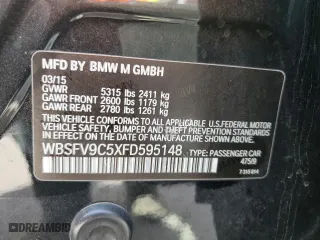 MFD BY BMW M GMBH
03/15
GVWR 5315 lbs 2411 kg
GAWR FRONT 2600 lbs 1179 kg
GAWR REAR 2780 lbs 1261 kg
THIS VEHICLE CONFORMS TO ALL APPLICABLE
U.S. FEDERAL MOTOR VEHICLE SAFETY,
BUMPER, AND THEFT PREVENTION STANDARDS
IN EFFECT ON THE DATE OF MANUFACTURE
SHOWN ABOVE.
WBSFV9C5XFD595148
TYPE: PASSENGER CAR
475/9